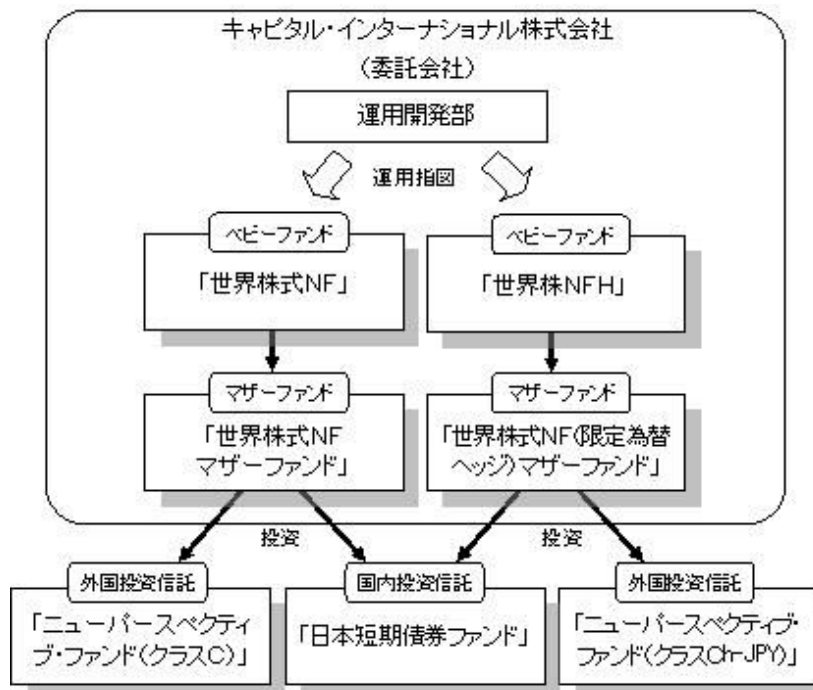 キャピタル・インターナショナル株式会社
（委託会社）
運用開発部
運用指図
ベビーファンド
ベビーファンド
「世界株式NF」
「世界株NFH」
マザーファンド
マザーファンド
「世界株式NF
マザーファンド」
「世界株式NF(限定為替
ヘッジ)マザーファンド」
投資
投資
外国投資信託
国内投資信託
外国投資信託
「ニューパースペクティ
ブ・ファンド(クラスC)」
「日本短期債券ファンド」
「ニューパースペクティブ・
ファンド(クラスCh-JPY)」